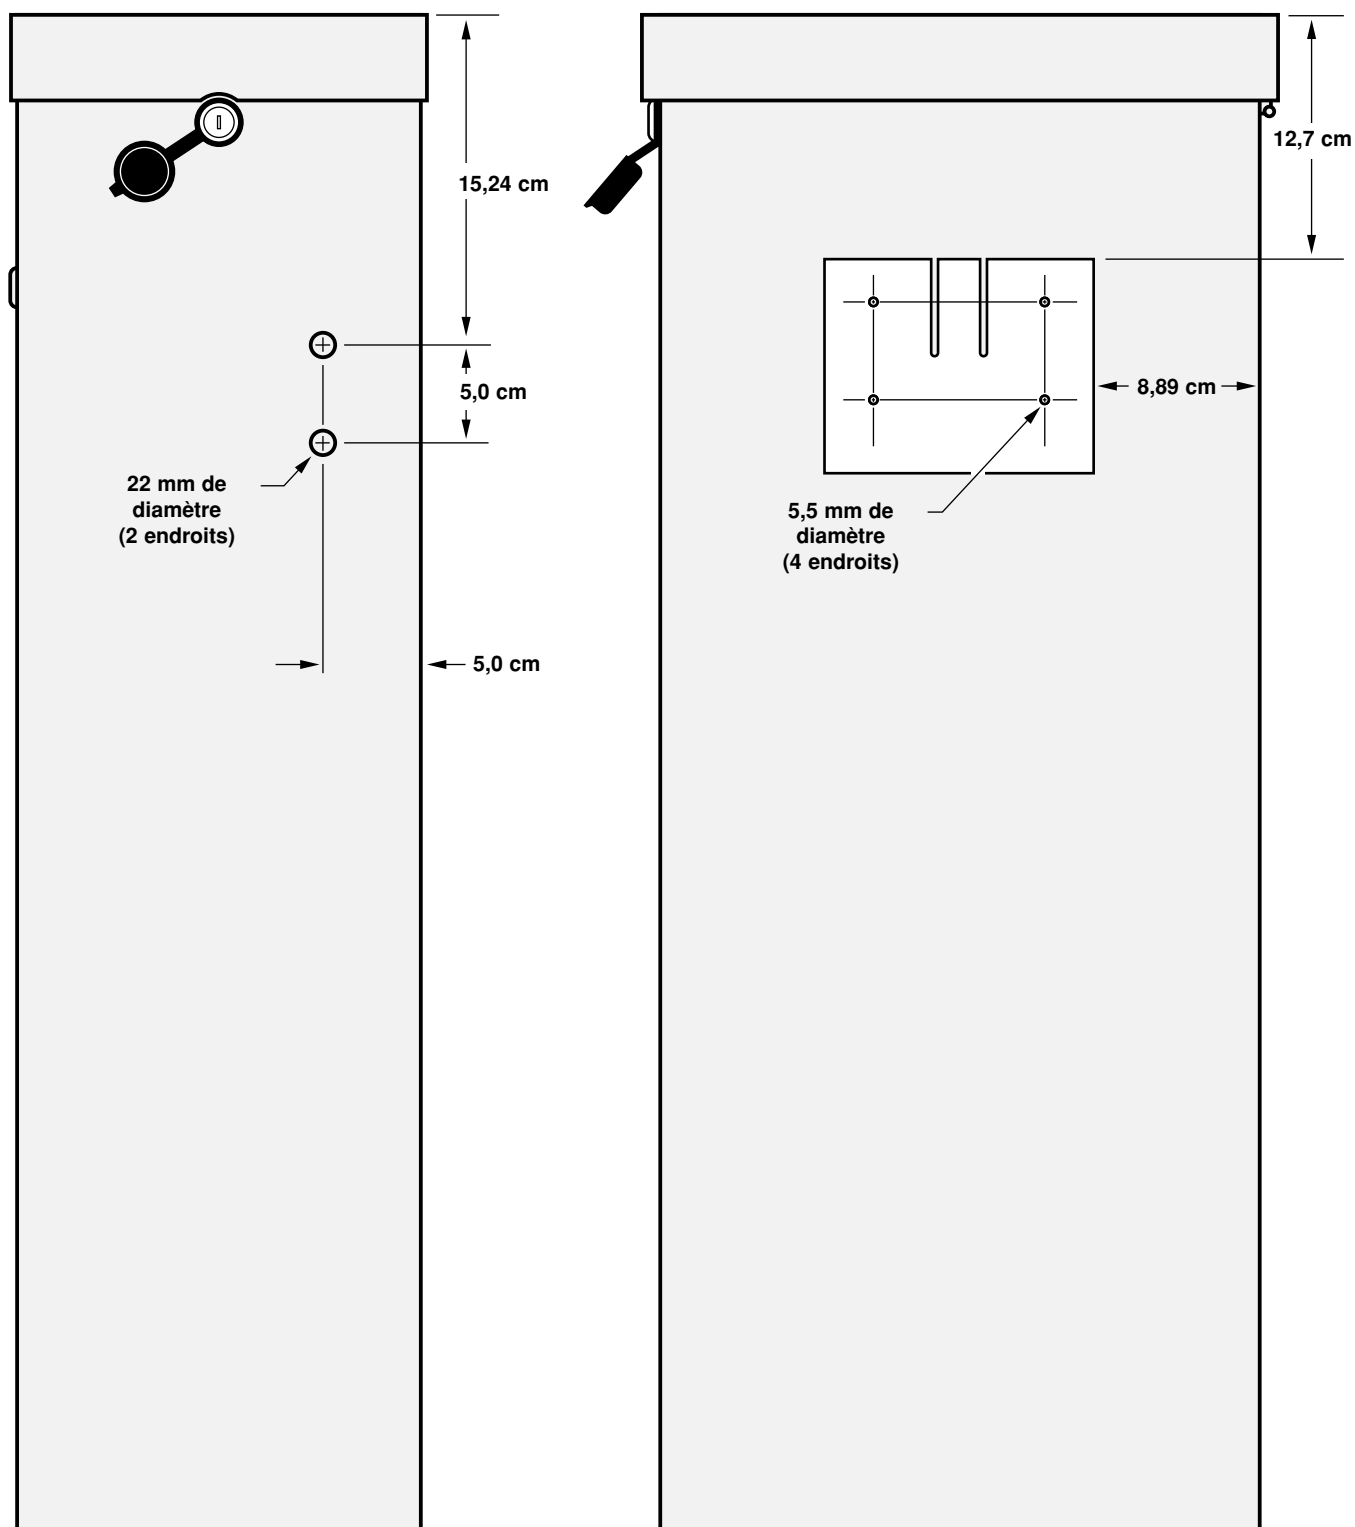 15,24 cm
5,0 cm
22 mm de
diamètre
(2 endroits)
5,0 cm
12,7 cm
8,89 cm
5,5 mm de
diamètre
(4 endroits)